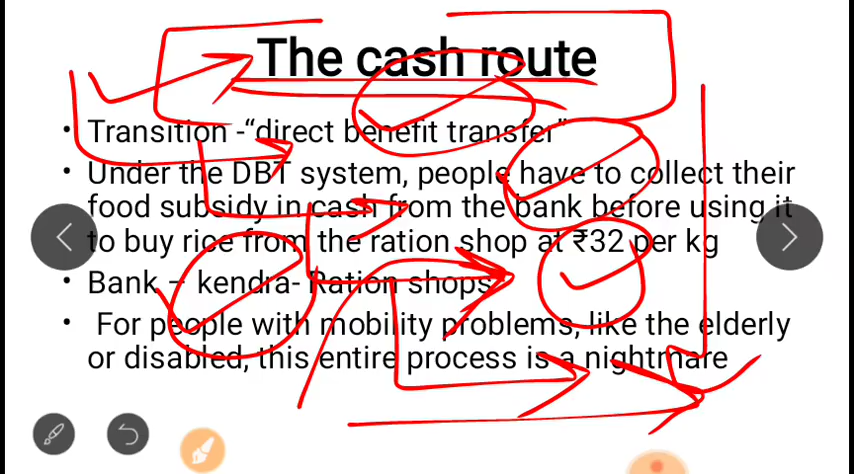 The cash route
• Transition -“direct benefit transfer”
• Under the DBT system, people have to collect their
food subsidy in cash from the bank before using it
to buy rice from the ration shop at ₹32 per kg
• Bank – kendra- Ration shops
• For people with mobility problems, like the elderly
or disabled, this entire process is a nightmare